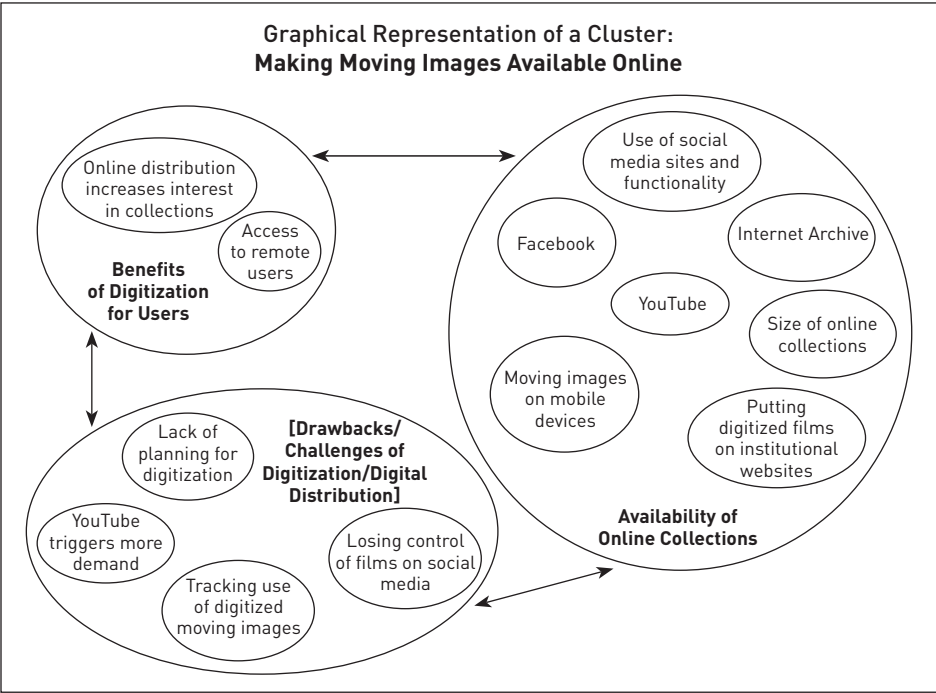 Graphical Representation of a Cluster:
Making Moving Images Available Online
Online distribution
increases interest
in collections
Access
to remote
users
Benefits
of Digitization
for Users
Use of social
media sites and
functionality
Facebook
Internet Archive
YouTube
Size of online
collections
Moving images
on mobile
devices
Putting
digitized films
on institutional
websites
Availability of
Online Collections
Lack of
planning for
digitization
[Drawbacks/
Challenges of
Digitization/Digital
Distribution]
YouTube
triggers more
demand
Losing control
of films on social
media
Tracking use
of digitized
moving images